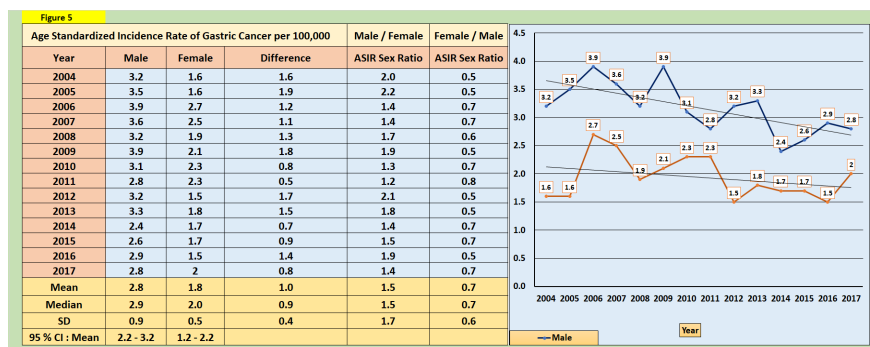 Figure 5
Age Standardized Incidence Rate of Gastric Cancer per 100,000 Male / Female Female / Male
Year Male Female Difference ASIR Sex Ratio ASIR Sex Ratio
2004 3.2 1.6 1.6 2.0 0.5
2005 3.5 1.6 1.9 2.2 0.5
2006 3.9 2.7 1.2 1.4 0.7
2007 3.6 2.5 1.1 1.4 0.7
2008 3.2 1.9 1.3 1.7 0.6
2009 3.9 2.1 1.8 1.9 0.5
2010 3.1 2.3 0.8 1.3 0.7
2011 2.8 2.3 0.5 1.2 0.8
2012 3.2 1.5 1.7 2.1 0.5
2013 3.3 1.8 1.5 1.8 0.5
2014 2.4 1.7 0.7 1.4 0.7
2015 2.6 1.7 0.9 1.5 0.7
2016 2.9 1.5 1.4 1.9 0.5
2017 2.8 2 0.8 1.4 0.7
Mean 2.8 1.8 1.0 1.5 0.7
Median 2.9 2.0 0.9 1.5 0.7
SD 0.9 0.5 0.4 1.7 0.6
95 % CI : Mean 2.2 - 3.2 1.2 - 2.2
4.5
4.0
3.5
3.0
2.5
2.0
1.5
1.0
0.5
0.0
3.2 3.5 3.9 3.6 3.2 3.9 3.1 2.8 3.2 3.3 2.4 2.6 2.9 2.8
1.6 1.6 2.7 2.5 1.9 2.1 2.3 2.3 1.5 1.8 1.7 1.7 1.5 2
2004 2005 2006 2007 2008 2009 2010 2011 2012 2013 2014 2015 2016 2017
Year
Male